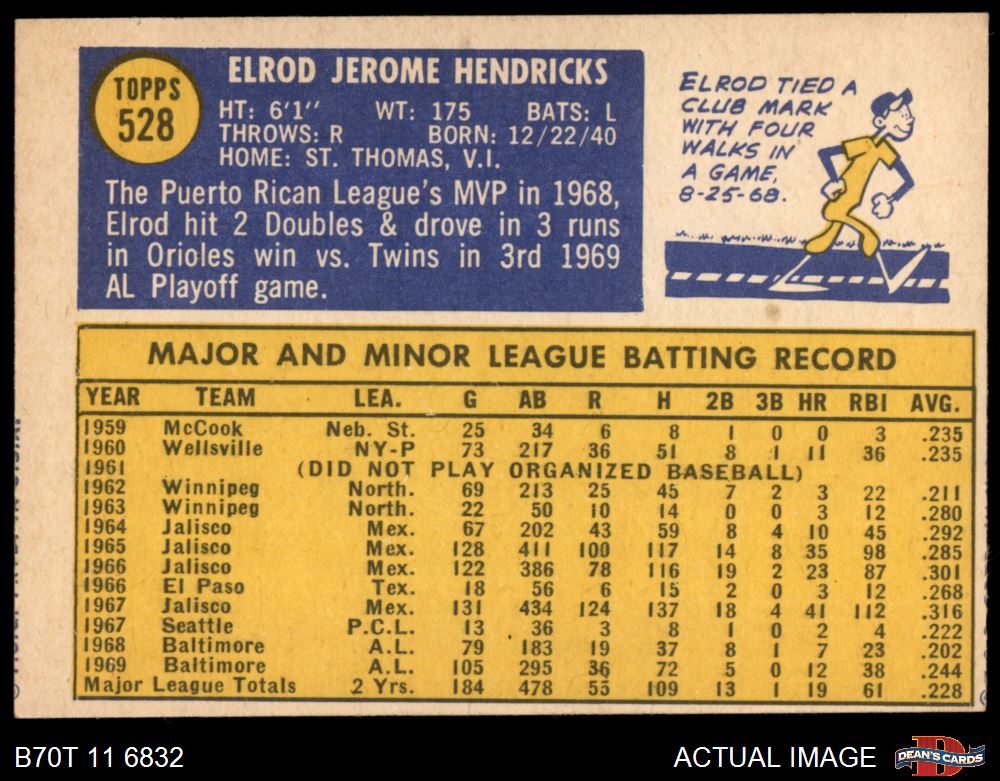 TOPPS
528
ELROD JEROME HENDRICKS
HT: 6'1'' WT: 175 BATS: L
THROWS: R BORN: 12/22/40
HOME: ST. THOMAS, V.I.
The Puerto Rican League's MVP in 1968,
Elrod hit 2 Doubles & drove in 3 runs
in Orioles win vs. Twins in 3rd 1969
AL Playoff game.
ELROD TIED A
CLUB MARK
WITH FOUR
WALKS IN
A GAME,
8-25-68.
MAJOR AND MINOR LEAGUE BATTING RECORD
YEAR TEAM LEA. G AB R H 2B 3B HR RBI AVG.
1959 McCook Neb. St. 25 34 6 8 1 0 0 3 .235
1960 Wellsville NY-P 73 217 36 51 8 1 11 36 .235
1961 (DID NOT PLAY ORGANIZED BASEBALL)
1962 Winnipeg North. 69 213 25 45 7 2 3 22 .211
1963 Winnipeg North. 22 50 10 14 0 0 3 12 .280
1964 Jalisco Mex. 67 202 43 59 8 4 10 45 .292
1965 Jalisco Mex. 128 411 100 117 14 8 35 98 .285
1966 Jalisco Mex. 122 386 78 116 19 2 23 87 .301
1966 El Paso Tex. 18 56 6 15 2 0 3 12 .268
1967 Jalisco Mex. 131 434 124 137 18 4 41 112 .316
1967 Seattle P.C.L. 13 36 3 8 1 0 2 4 .222
1968 Baltimore A.L. 79 183 19 37 8 1 7 23 .202
1969 Baltimore A.L. 105 295 36 72 5 0 12 38 .244
Major League Totals 2 Yrs. 184 478 55 109 13 1 19 61 .228
B70T 11 6832
ACTUAL IMAGE
DEAN'S CARDS